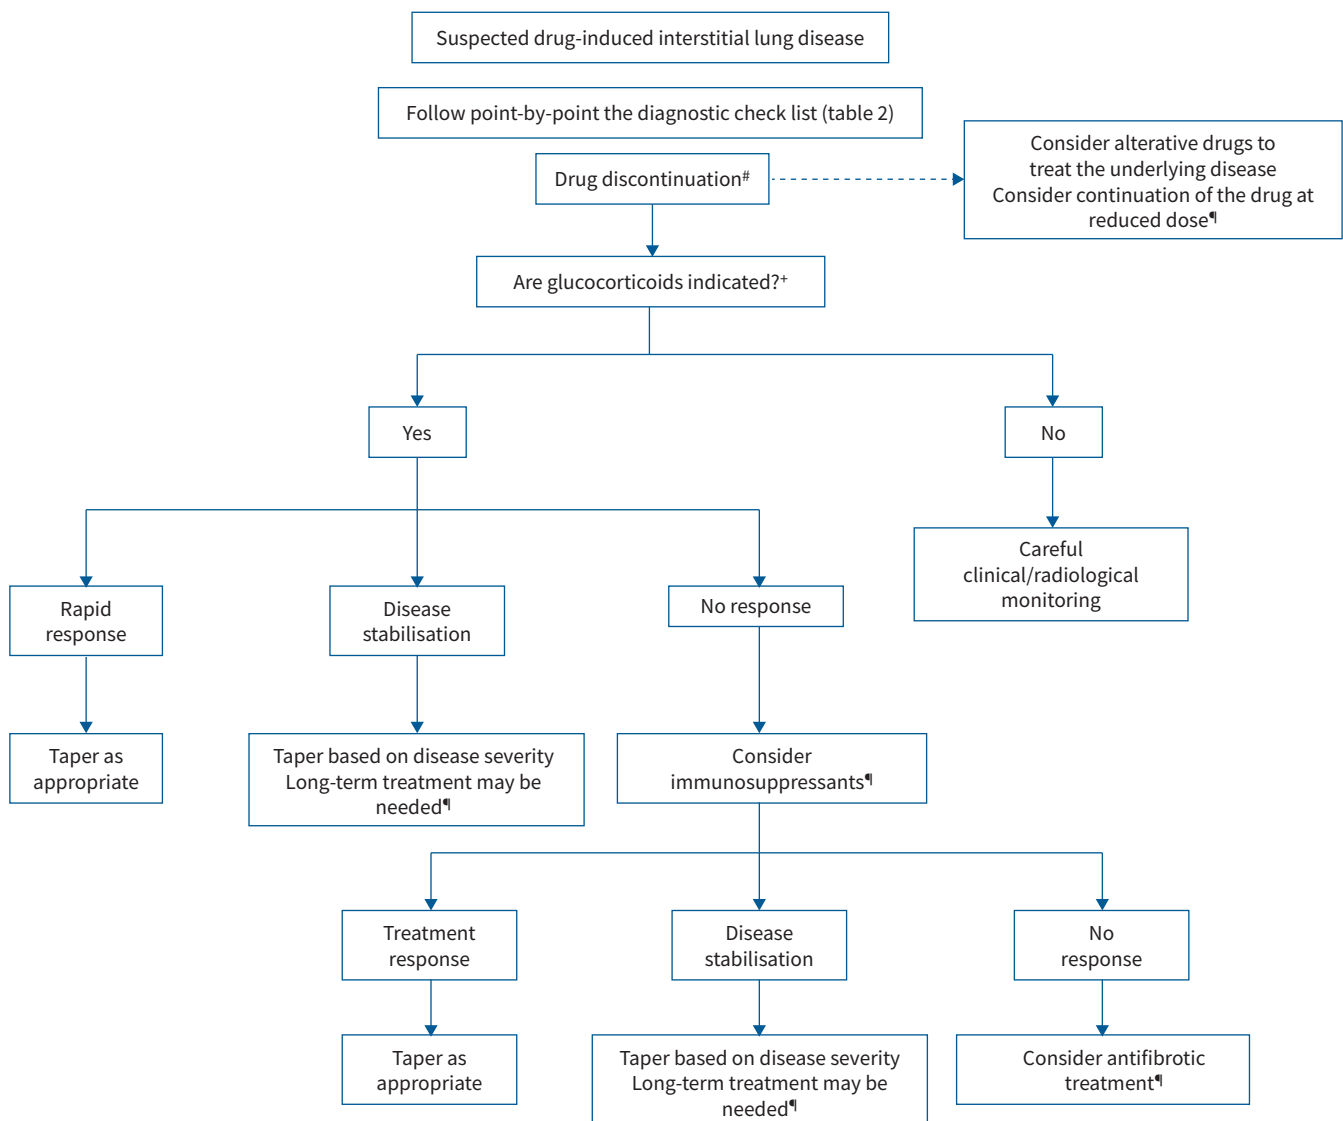 Suspected drug-induced interstitial lung disease
Follow point-by-point the diagnostic check list (table 2)
Drug discontinuation#
Consider alterative drugs to
treat the underlying disease
Consider continuation of the drug at
reduced dose¶
Are glucocorticoids indicated?+
Yes
No
Rapid
response
Disease
stabilisation
No response
Careful
clinical/radiological
monitoring
Taper as
appropriate
Taper based on disease severity
Long-term treatment may be
needed¶
Consider
immunosuppressants¶
Treatment
response
Disease
stabilisation
No
response
Taper as
appropriate
Taper based on disease severity
Long-term treatment may be
needed¶
Consider antifibrotic
treatment¶